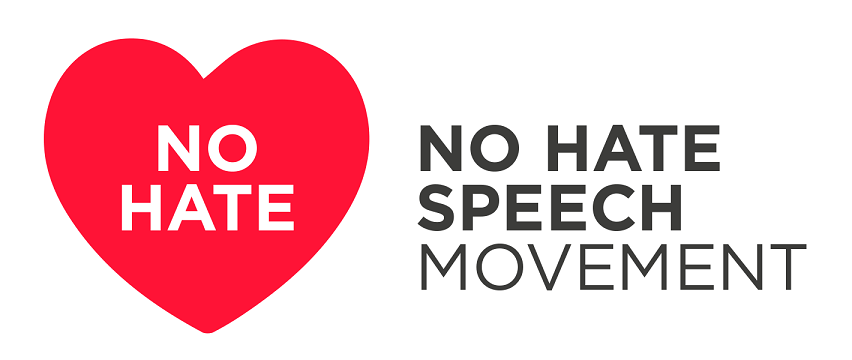 NO
HATE
NO HATE
SPEECH
MOVEMENT